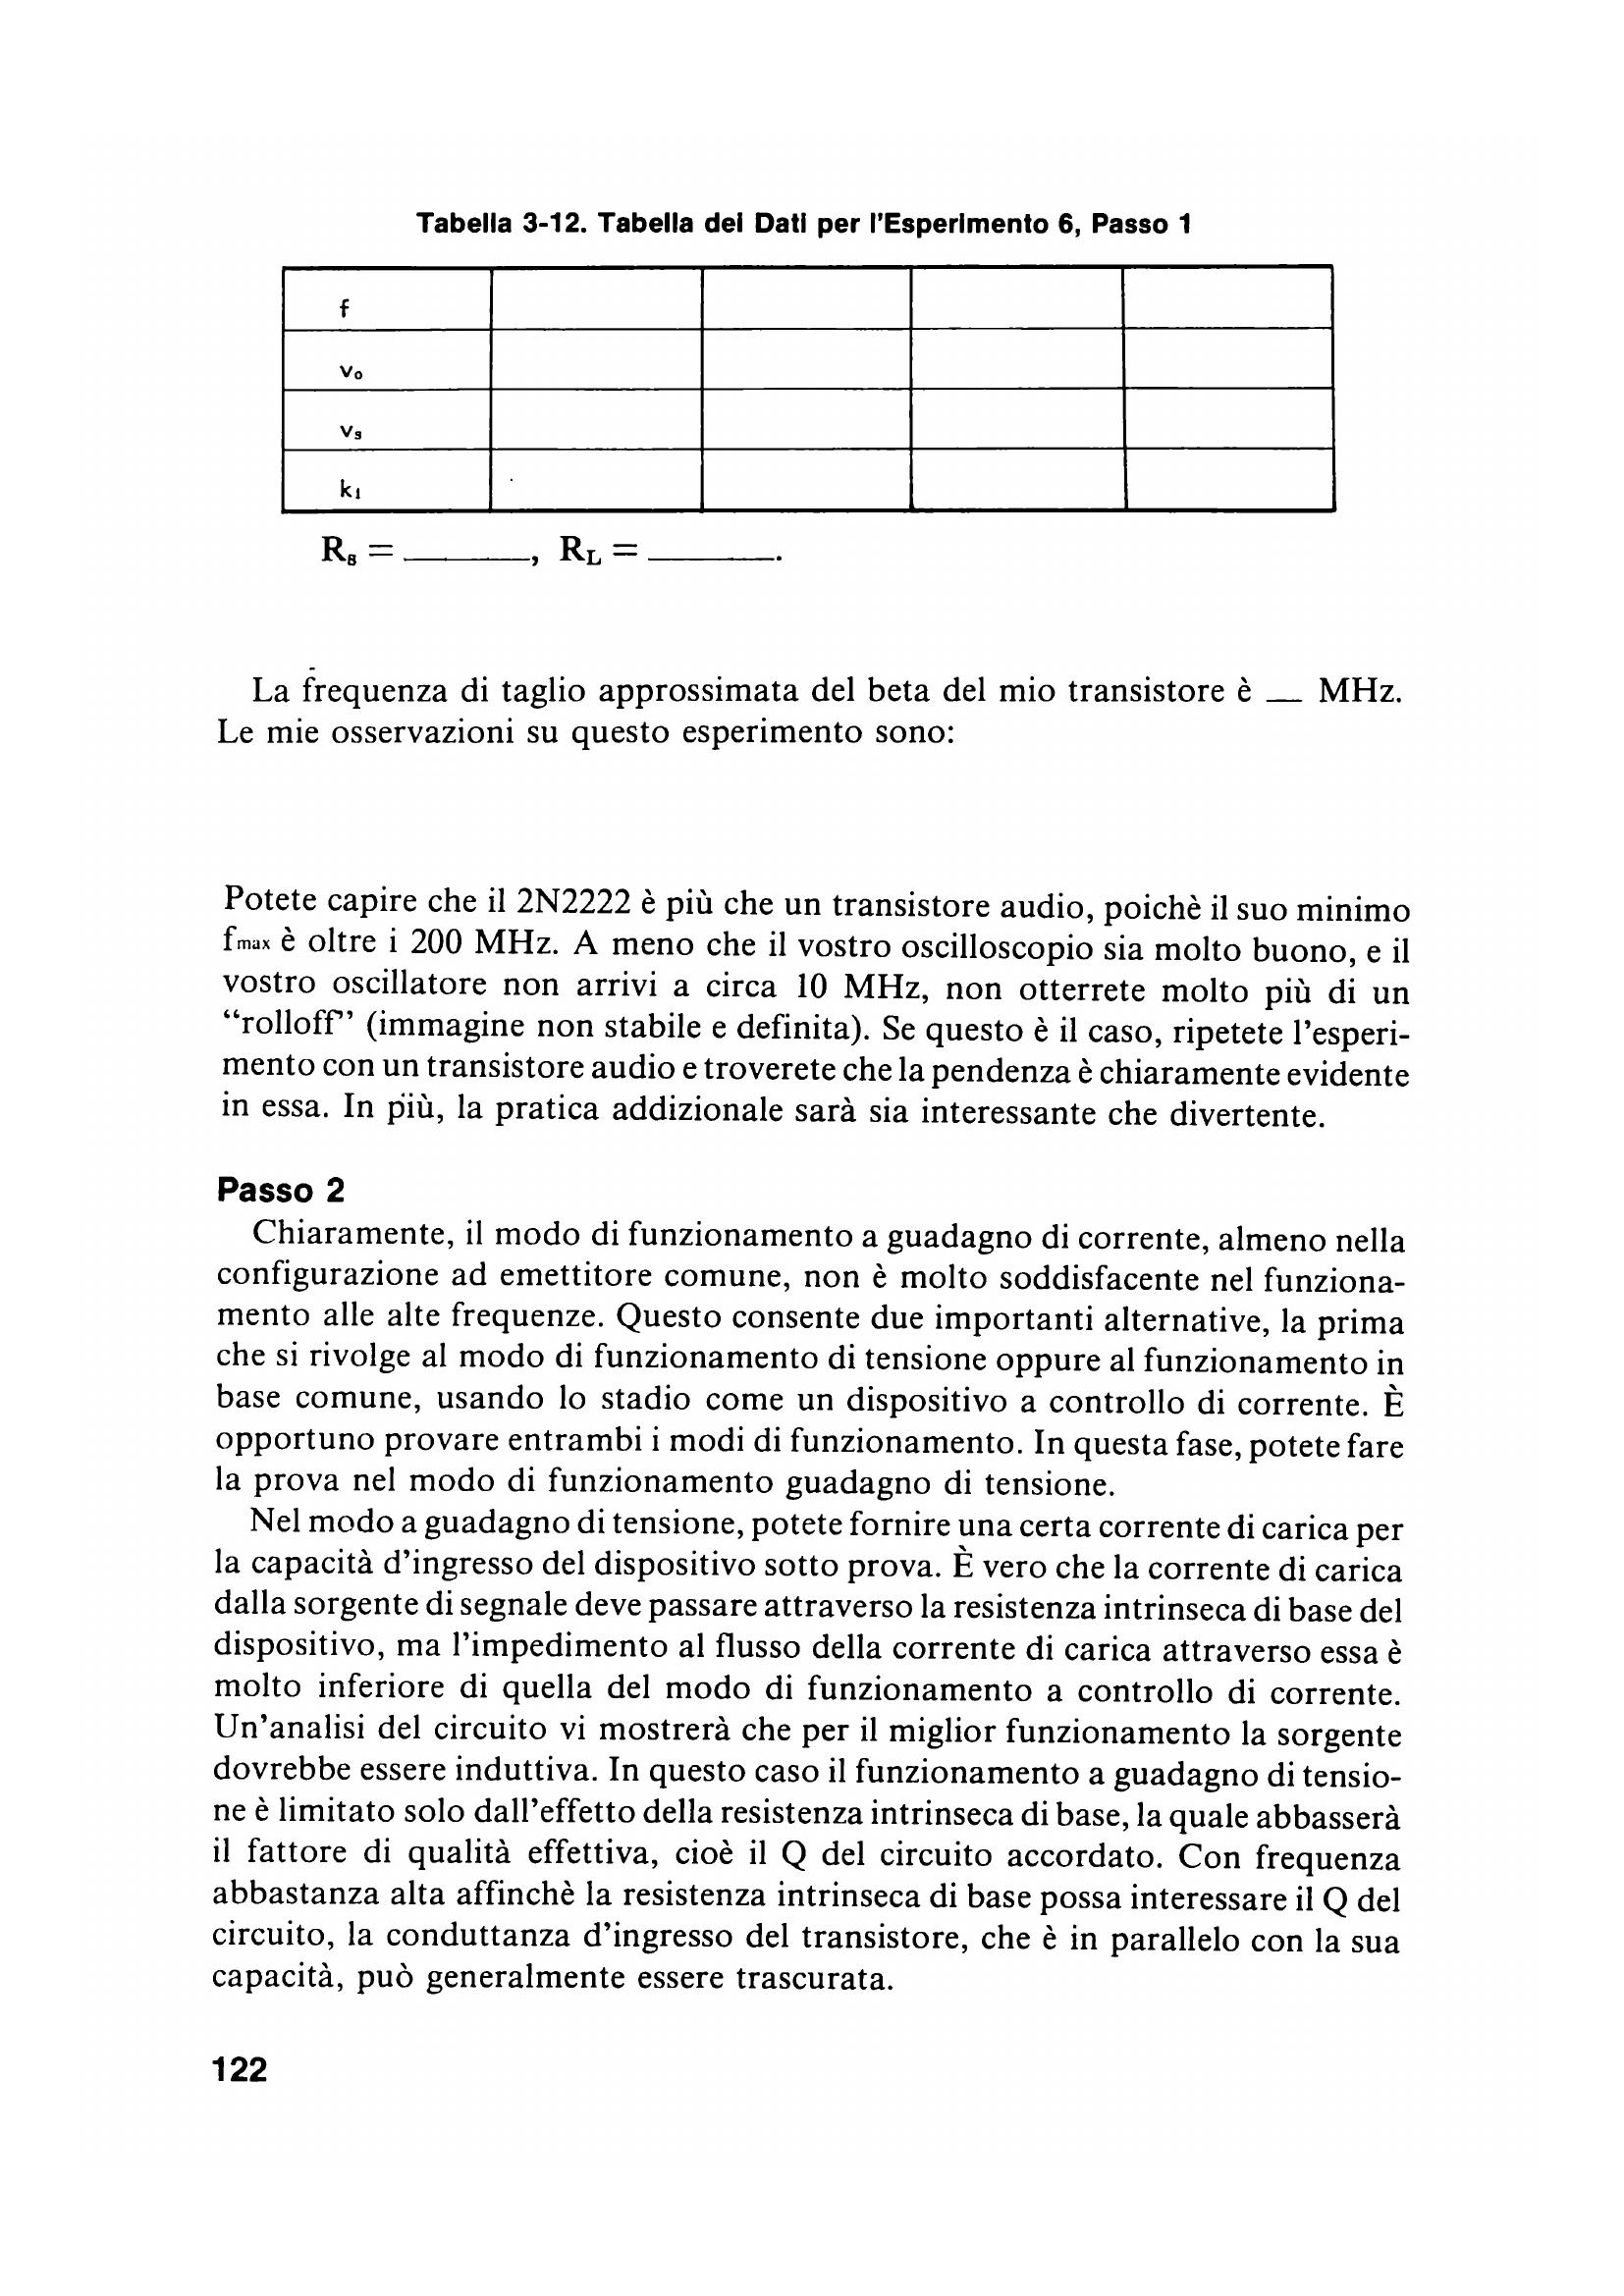 Tabella 3-12. Tabella dei Dati per l'Esperimento 6, Passo 1
f
vₒ
vₛ
k₁
Rₛ = ______, R_L = ______.
La frequenza di taglio approssimata del beta del mio transistore è __ MHz.
Le mie osservazioni su questo esperimento sono:
Potete capire che il 2N2222 è più che un transistore audio, poichè il suo minimo
fmax è oltre i 200 MHz. A meno che il vostro oscilloscopio sia molto buono, e il
vostro oscillatore non arrivi a circa 10 MHz, non otterrete molto più di un
“rolloff” (immagine non stabile e definita). Se questo è il caso, ripetete l’esperi-
mento con un transistore audio e troverete che la pendenza è chiaramente evidente
in essa. In più, la pratica addizionale sarà sia interessante che divertente.
Passo 2
Chiaramente, il modo di funzionamento a guadagno di corrente, almeno nella
configurazione ad emettitore comune, non è molto soddisfacente nel funziona-
mento alle alte frequenze. Questo consente due importanti alternative, la prima
che si rivolge al modo di funzionamento di tensione oppure al funzionamento in
base comune, usando lo stadio come un dispositivo a controllo di corrente. È
opportuno provare entrambi i modi di funzionamento. In questa fase, potete fare
la prova nel modo di funzionamento guadagno di tensione.
Nel modo a guadagno di tensione, potete fornire una certa corrente di carica per
la capacità d’ingresso del dispositivo sotto prova. È vero che la corrente di carica
dalla sorgente di segnale deve passare attraverso la resistenza intrinseca di base del
dispositivo, ma l’impedimento al flusso della corrente di carica attraverso essa è
molto inferiore di quella del modo di funzionamento a controllo di corrente.
Un’analisi del circuito vi mostrerà che per il miglior funzionamento la sorgente
dovrebbe essere induttiva. In questo caso il funzionamento a guadagno di tensio-
ne è limitato solo dall’effetto della resistenza intrinseca di base, la quale abbasserà
il fattore di qualità effettiva, cioè il Q del circuito accordato. Con frequenza
abbastanza alta affinchè la resistenza intrinseca di base possa interessare il Q del
circuito, la conduttanza d’ingresso del transistore, che è in parallelo con la sua
capacità, può generalmente essere trascurata.
122